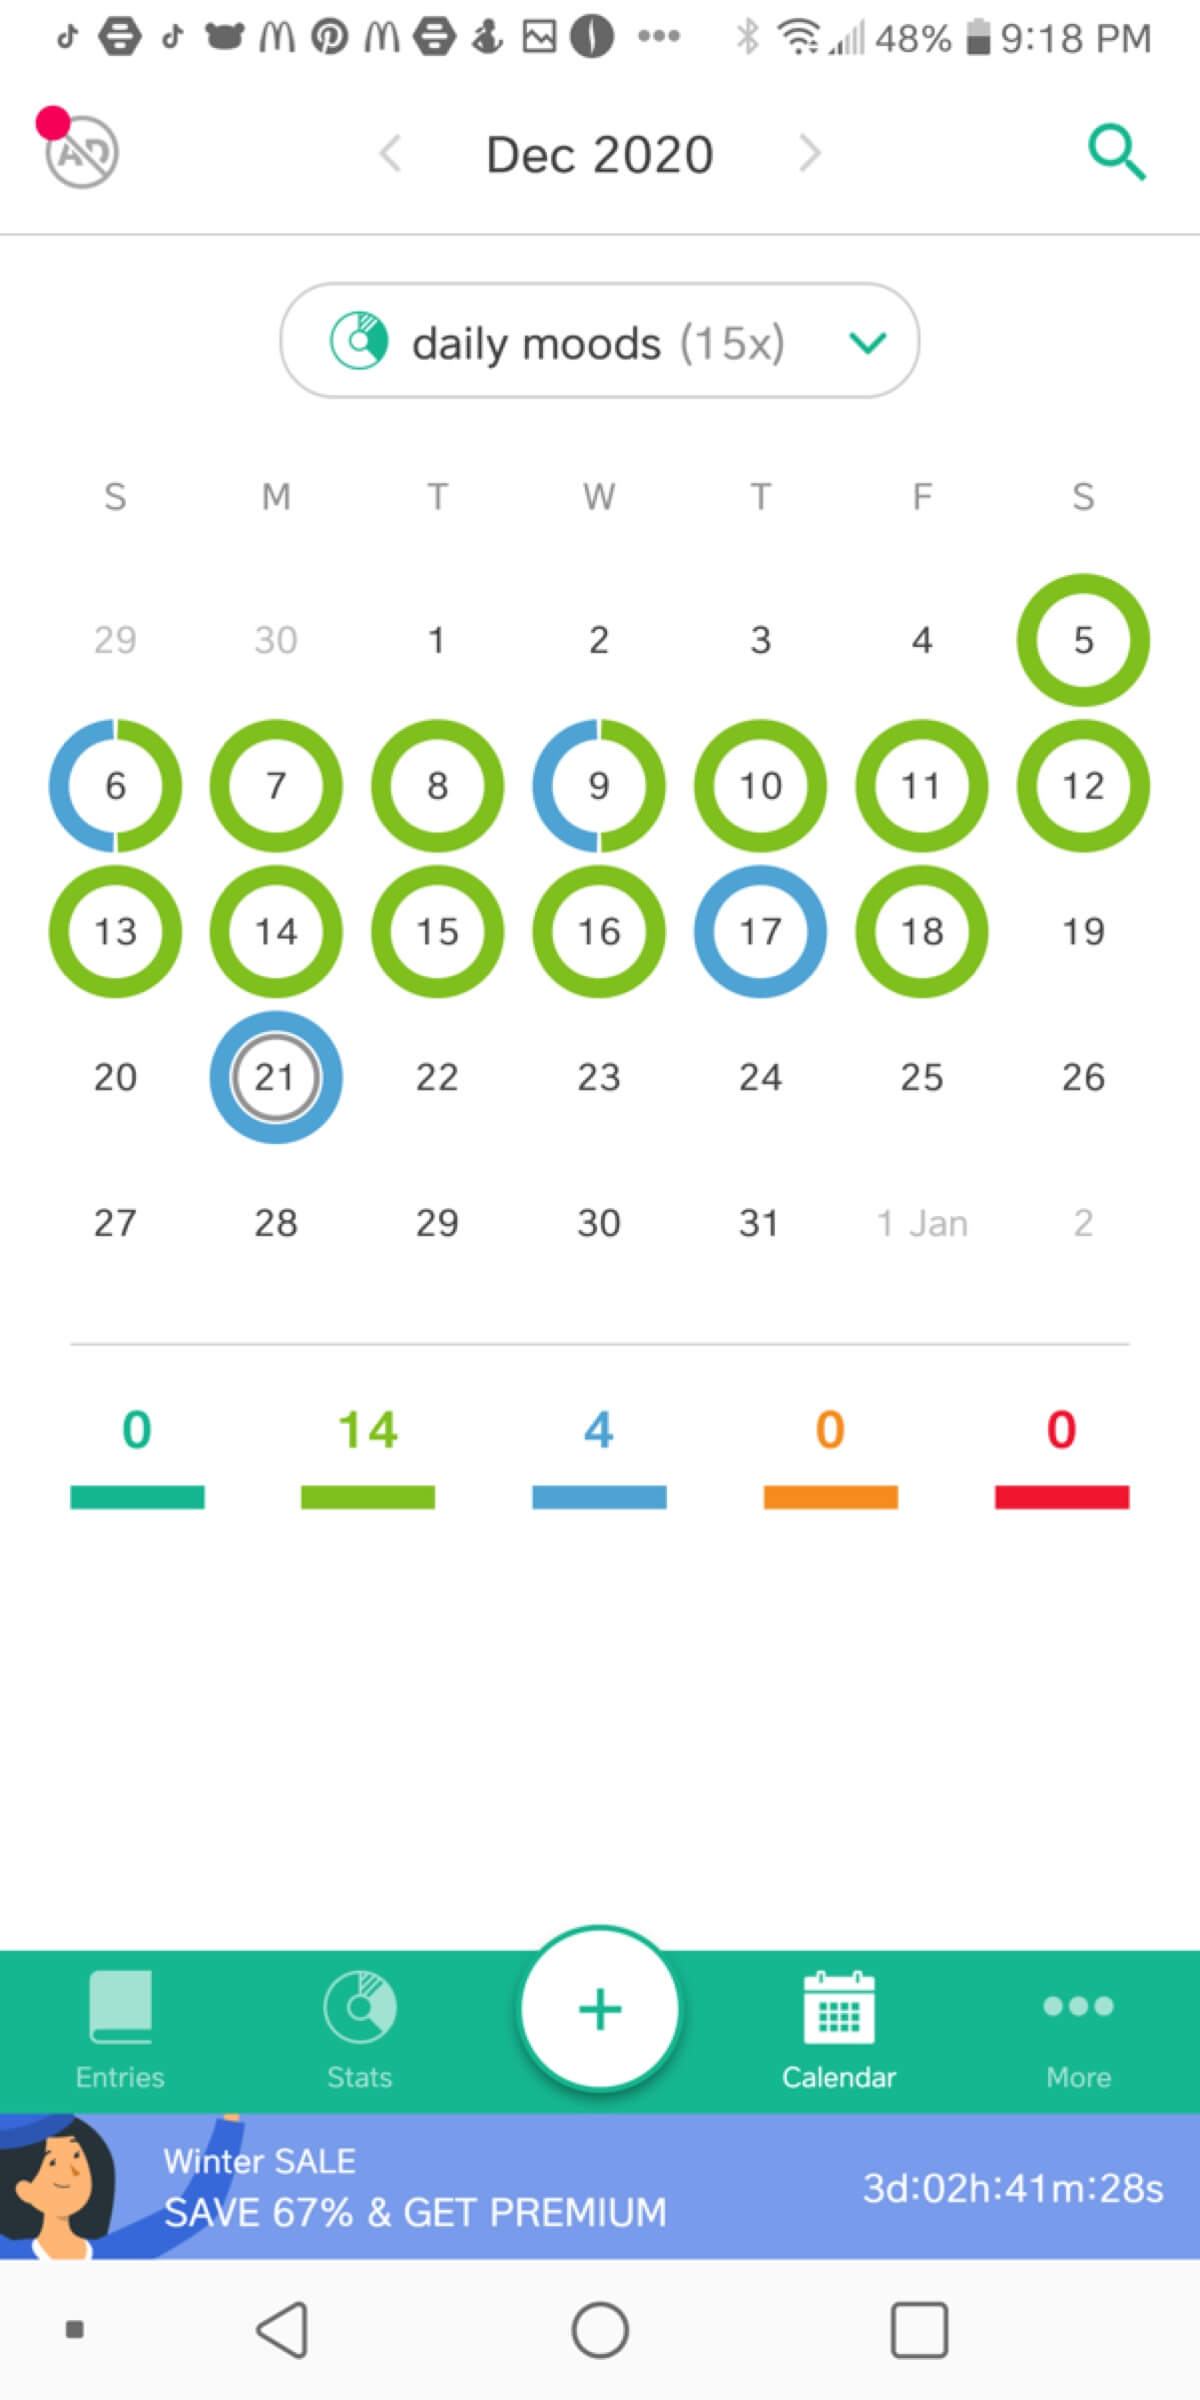 48% 9:18 PM
AD
Dec 2020
daily moods (15x)
S M T W T F S
29 30 1 2 3 4 5
6 7 8 9 10 11 12
13 14 15 16 17 18 19
20 21 22 23 24 25 26
27 28 29 30 31 1 Jan 2
0 14 4 0 0
+
Entries Stats Calendar More
Winter SALE
SAVE 67% & GET PREMIUM
3d:02h:41m:28s